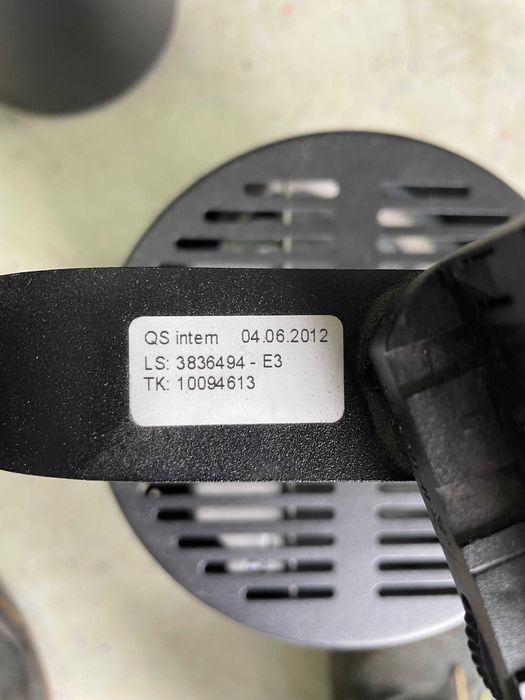 QS intern 04.06.2012
LS: 3836494 - E3
TK: 10094613